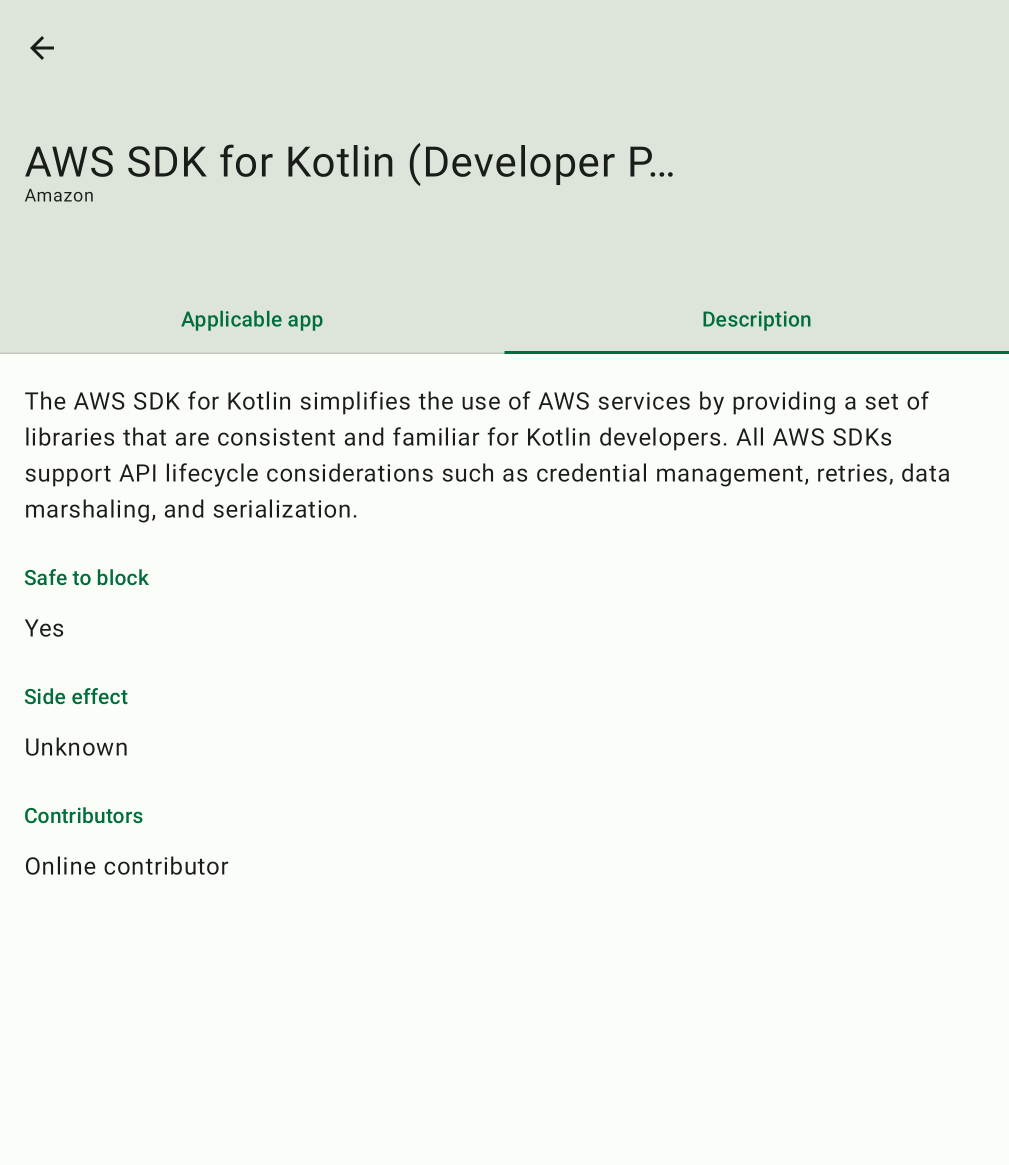 AWS SDK for Kotlin (Developer P...
Amazon
Applicable app
Description
The AWS SDK for Kotlin simplifies the use of AWS services by providing a set of
libraries that are consistent and familiar for Kotlin developers. All AWS SDKs
support API lifecycle considerations such as credential management, retries, data
marshaling, and serialization.
Safe to block
Yes
Side effect
Unknown
Contributors
Online contributor